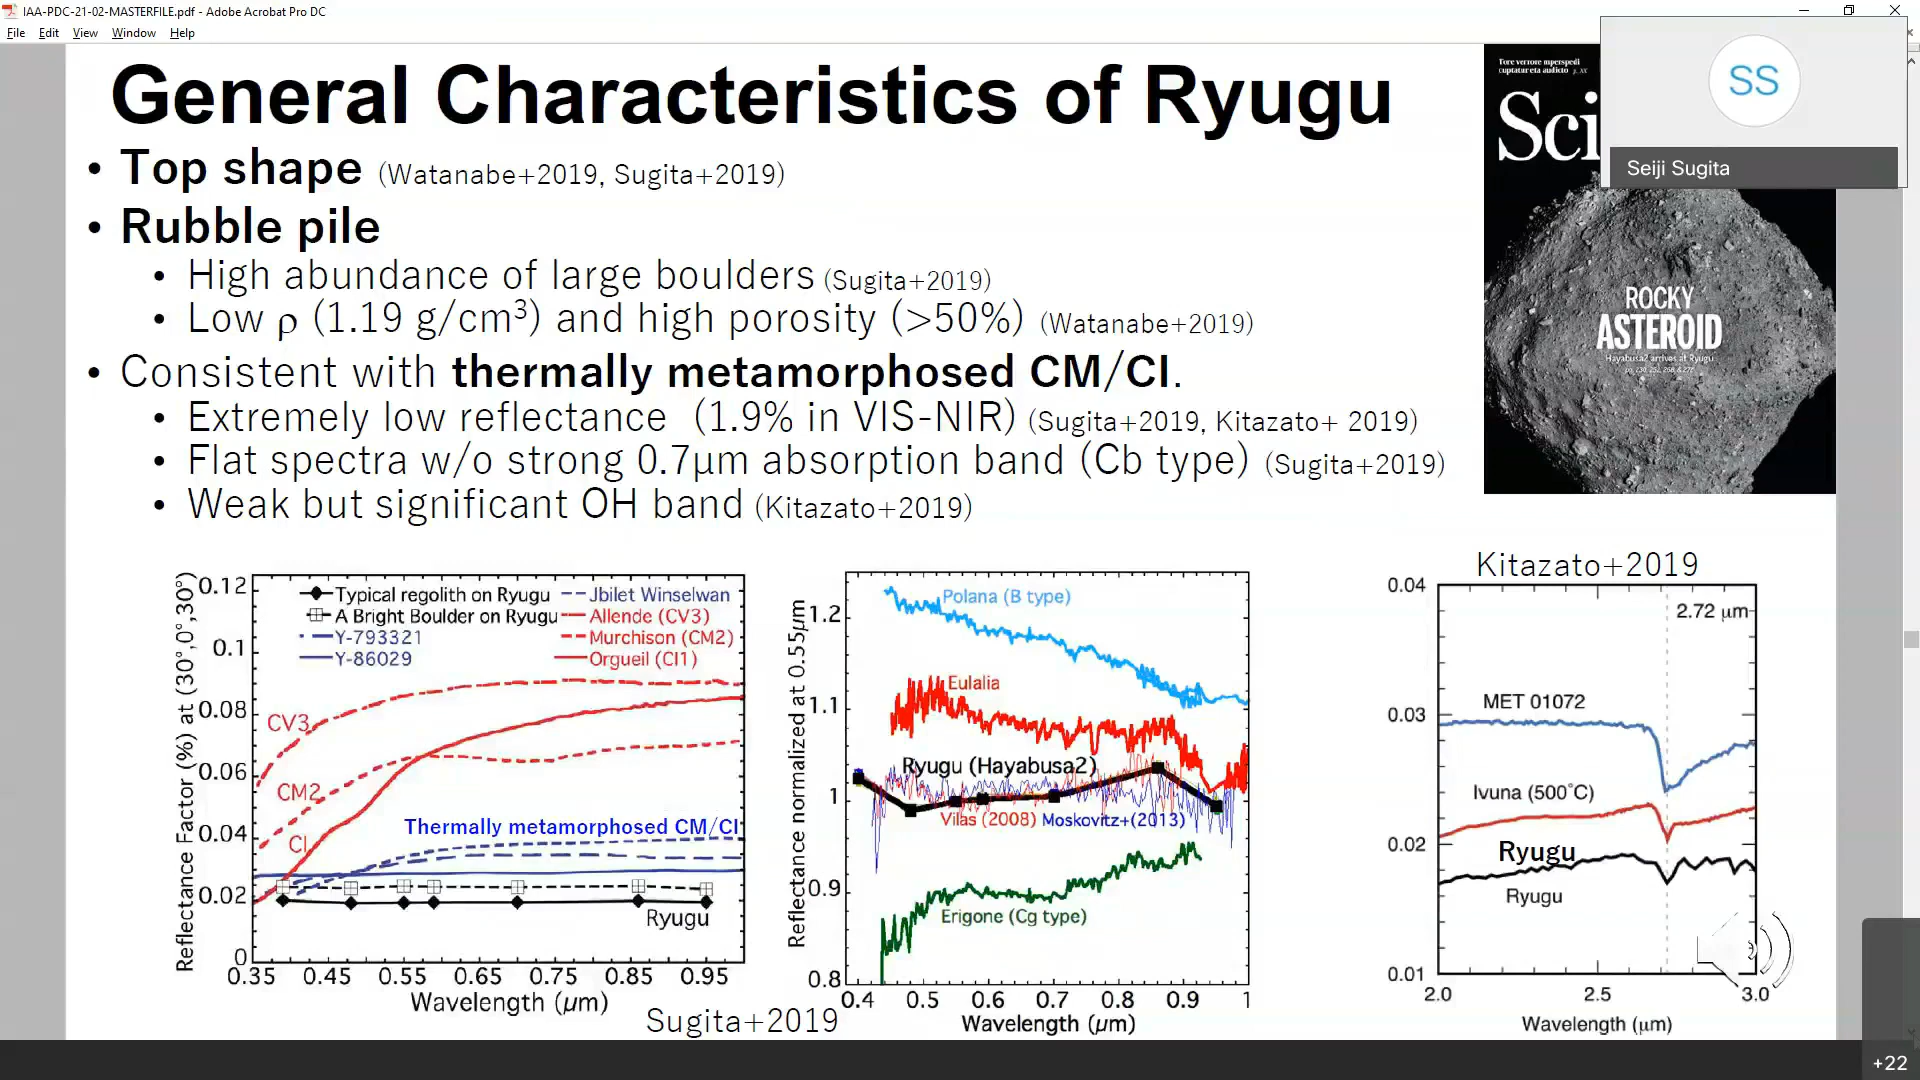 IAA-PDC-21-02-MASTERFILE.pdf - Adobe Acrobat Pro DC
File Edit View Window Help
General Characteristics of Ryugu
• Top shape (Watanabe+2019, Sugita+2019)
• Rubble pile
• High abundance of large boulders (Sugita+2019)
• Low ρ (1.19 g/cm³) and high porosity (>50%) (Watanabe+2019)
• Consistent with thermally metamorphosed CM/CI.
• Extremely low reflectance (1.9% in VIS-NIR) (Sugita+2019, Kitazato+ 2019)
• Flat spectra w/o strong 0.7μm absorption band (Cb type) (Sugita+2019)
• Weak but significant OH band (Kitazato+2019)
Tore verrore mperspedi
cuptatur eta audicto p. XX
Sci
SS
Seiji Sugita
ROCKY
ASTEROID
Hayabusa2 arrives at Ryugu
Reflectance Factor (%) at (30°,0°,30°)
0.12
0.1
0.08
0.06
0.04
0.02
0
Typical regolith on Ryugu
A Bright Boulder on Ryugu
Y-793321
Y-86029
Jbilet Winselwan
Allende (CV3)
Murchison (CM2)
Orgueil (CI1)
CV3
CM2
CI
Thermally metamorphosed CM/CI
Ryugu
0.35 0.45 0.55 0.65 0.75 0.85 0.95
Wavelength (μm)
Sugita+2019
Reflectance normalized at 0.55μm
1.2
1.1
1
0.9
0.8
Polana (B type)
Eulalia
Ryugu (Hayabusa2)
Vilas (2008) Moskovitz+(2013)
Erigone (Cg type)
0.4 0.5 0.6 0.7 0.8 0.9 1
Wavelength (μm)
Kitazato+2019
0.04
0.03
0.02
0.01
2.72 μm
MET 01072
Ivuna (500°C)
Ryugu
Ryugu
2.0 2.5 3.0
Wavelength (μm)
+22